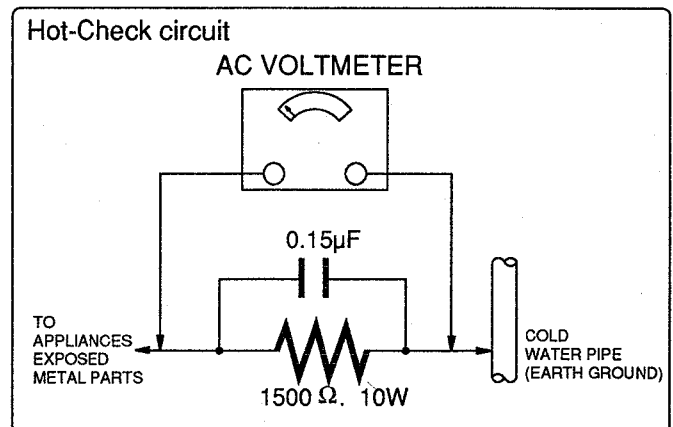 Hot-Check circuit
AC VOLTMETER
0.15µF
TO
APPLIANCES
EXPOSED
METAL PARTS
COLD
WATER PIPE
(EARTH GROUND)
1500 Ω. 10W